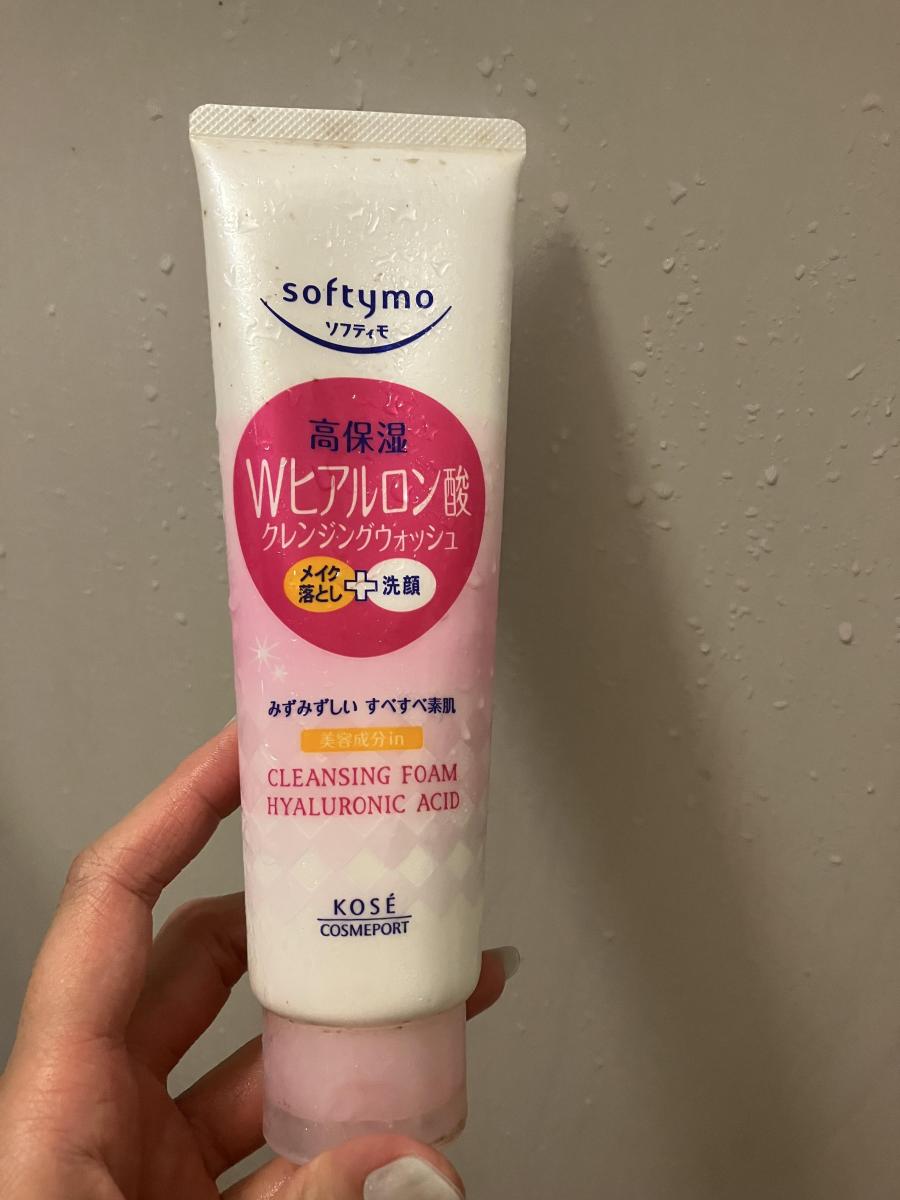 softymo
ソフティモ
高保湿
Wヒアルロン酸
クレンジングウォッシュ
メイク
落とし
+
洗顔
みずみずしい すべすべ素肌
美容成分in
CLEANSING FOAM
HYALURONIC ACID
KOSÉ
COSMEPORT